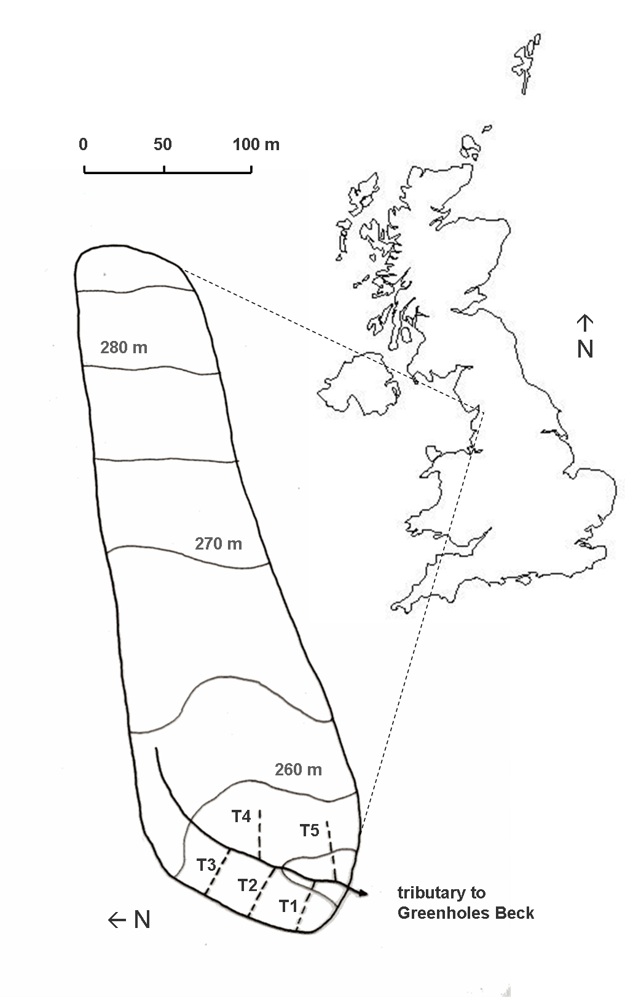 0 50 100 m
N
280 m
270 m
260 m
T4
T5
T3
T2
T1
tributary to
Greenholes Beck
N